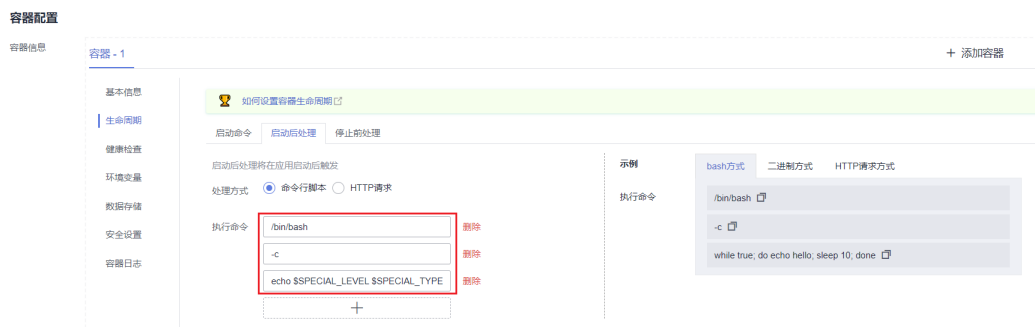 容器配置
容器信息
容器 - 1
+ 添加容器
基本信息
生命周期
健康检查
环境变量
数据存储
安全设置
容器日志
如何设置容器生命周期
启动命令 启动后处理 停止前处理
启动后处理将在应用启动后触发
处理方式 命令行脚本 HTTP请求
执行命令 /bin/bash 删除
-c 删除
echo $SPECIAL_LEVEL $SPECIAL_TYPE 删除
+
示例 bash方式 二进制方式 HTTP请求方式
执行命令 /bin/bash
-c
while true; do echo hello; sleep 10; done